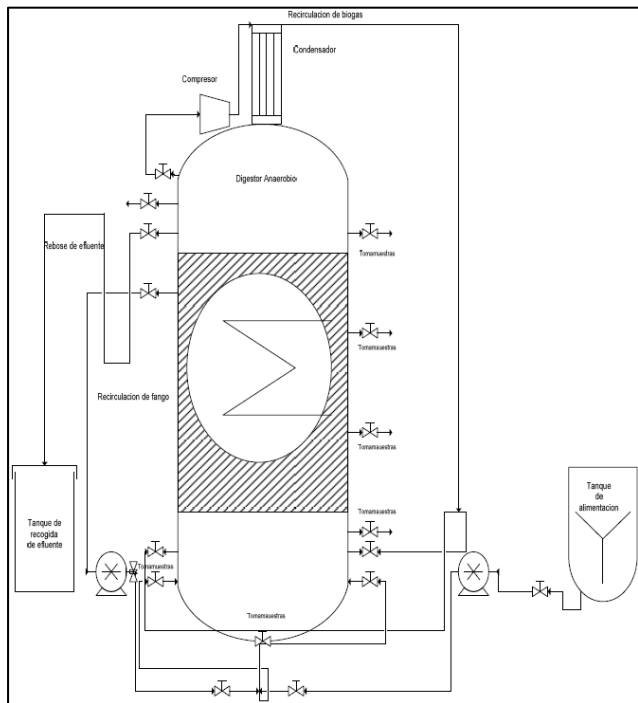 Recirculacion de biogas
Condensador
Compresor
Digestor Anaerobio
Rebose de efluente
Tomamuestras
Tomamuestras
Recirculacion de fango
Tomamuestras
Tomamuestras
Tanque
de
alimentacion
Tanque de
recogida
de efluente
Tomamuestras
Tomamuestras